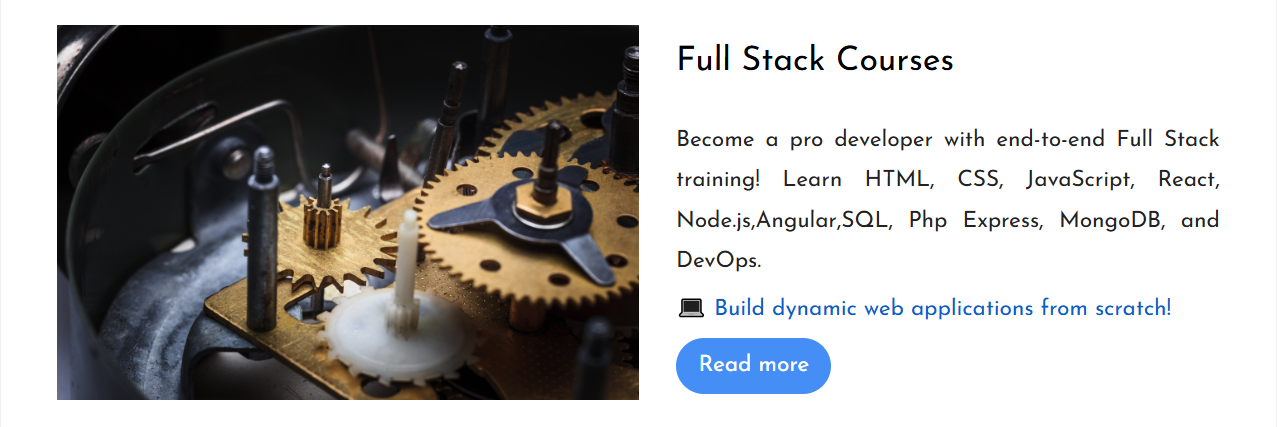 Full Stack Courses
Become a pro developer with end-to-end Full Stack
training! Learn HTML, CSS, JavaScript, React,
Node.js,Angular,SQL, Php Express, MongoDB, and
DevOps.
💻 Build dynamic web applications from scratch!
Read more